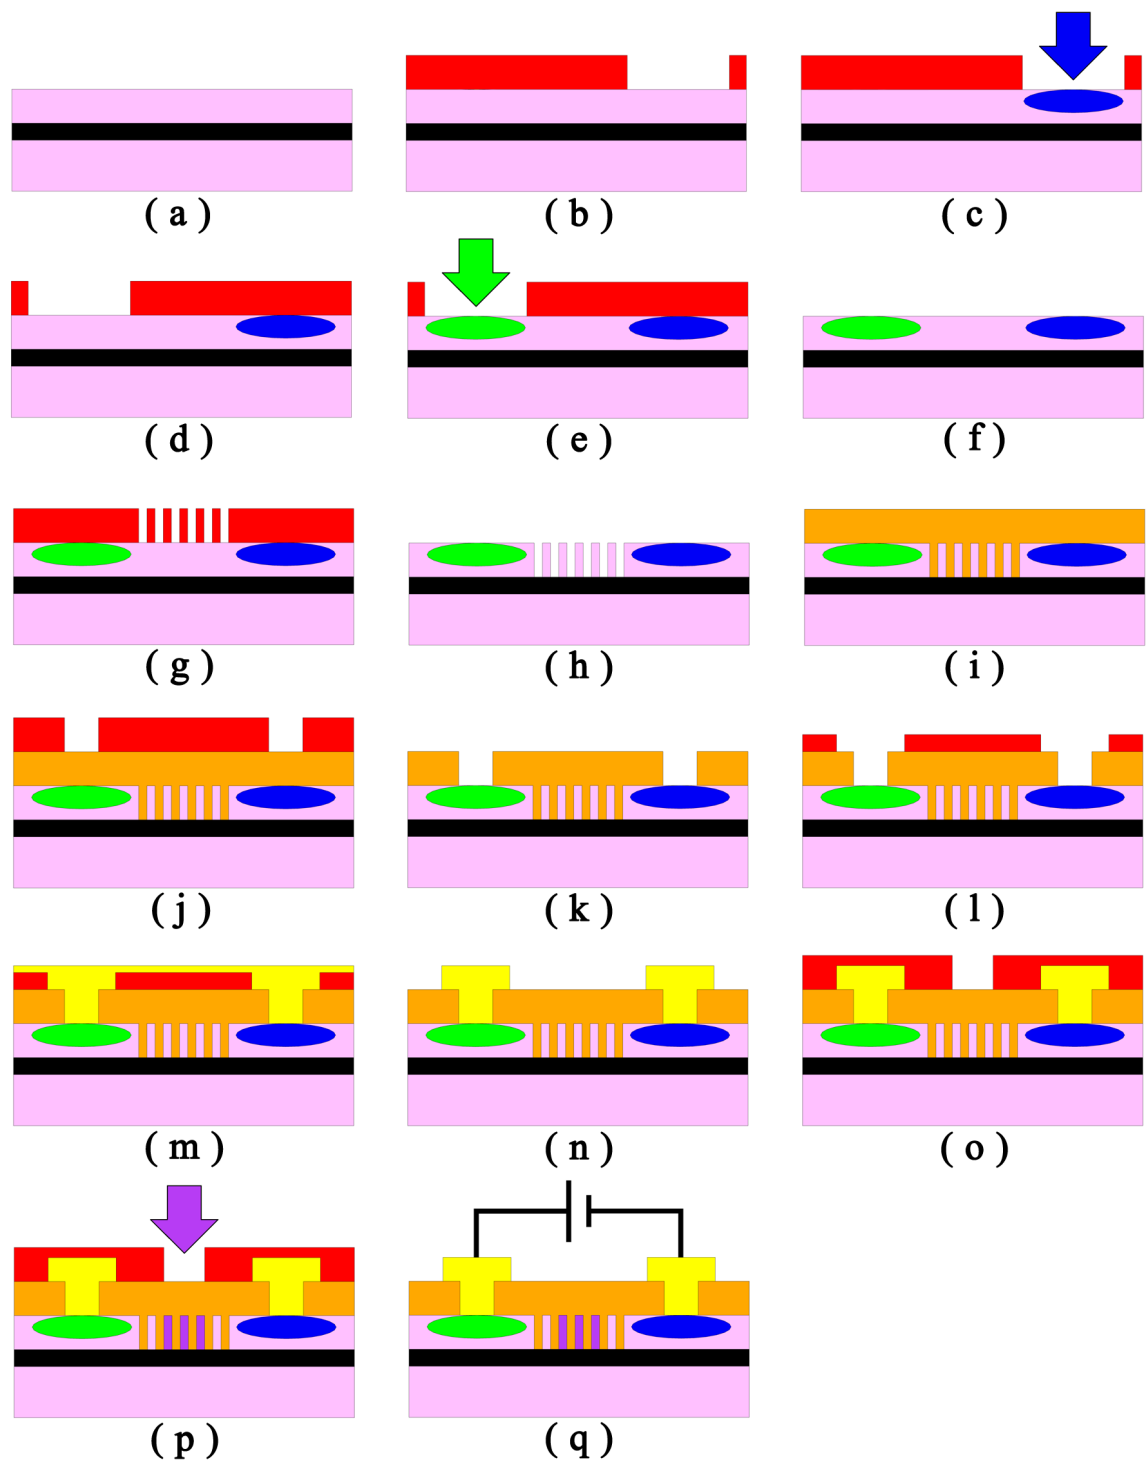 ( a ) ( b ) ( c )
( d ) ( e ) ( f )
( g ) ( h ) ( i )
( j ) ( k ) ( l )
( m ) ( n ) ( o )
( p ) ( q )